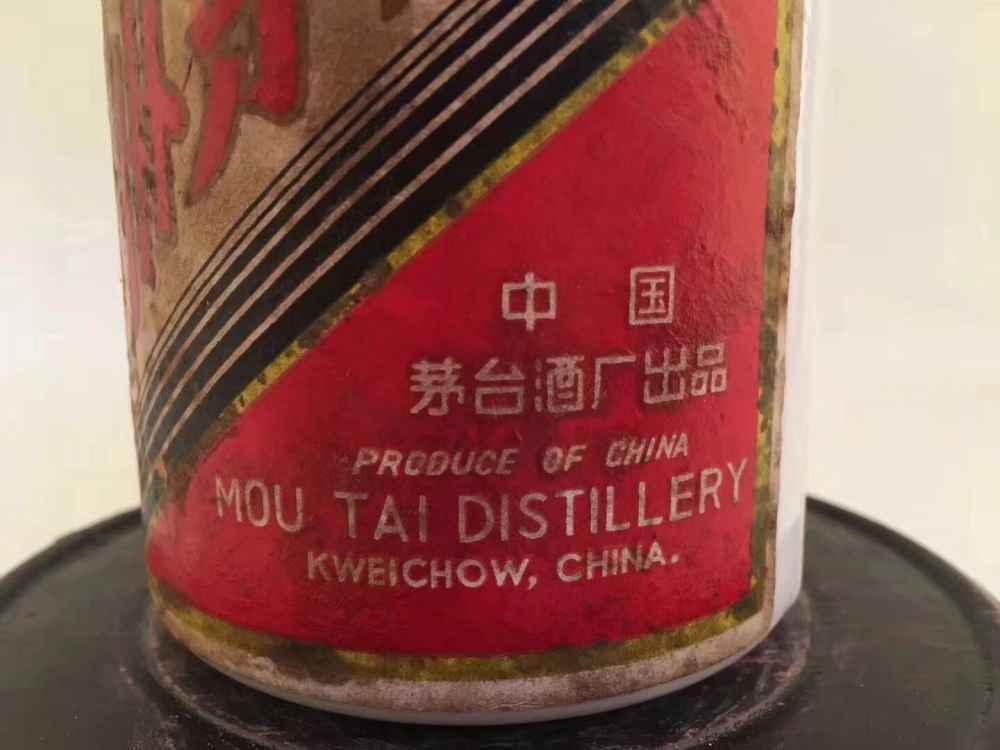 中国
茅台酒厂出品
PRODUCE OF CHINA
MOU TAI DISTILLERY
KWEICHOW, CHINA.